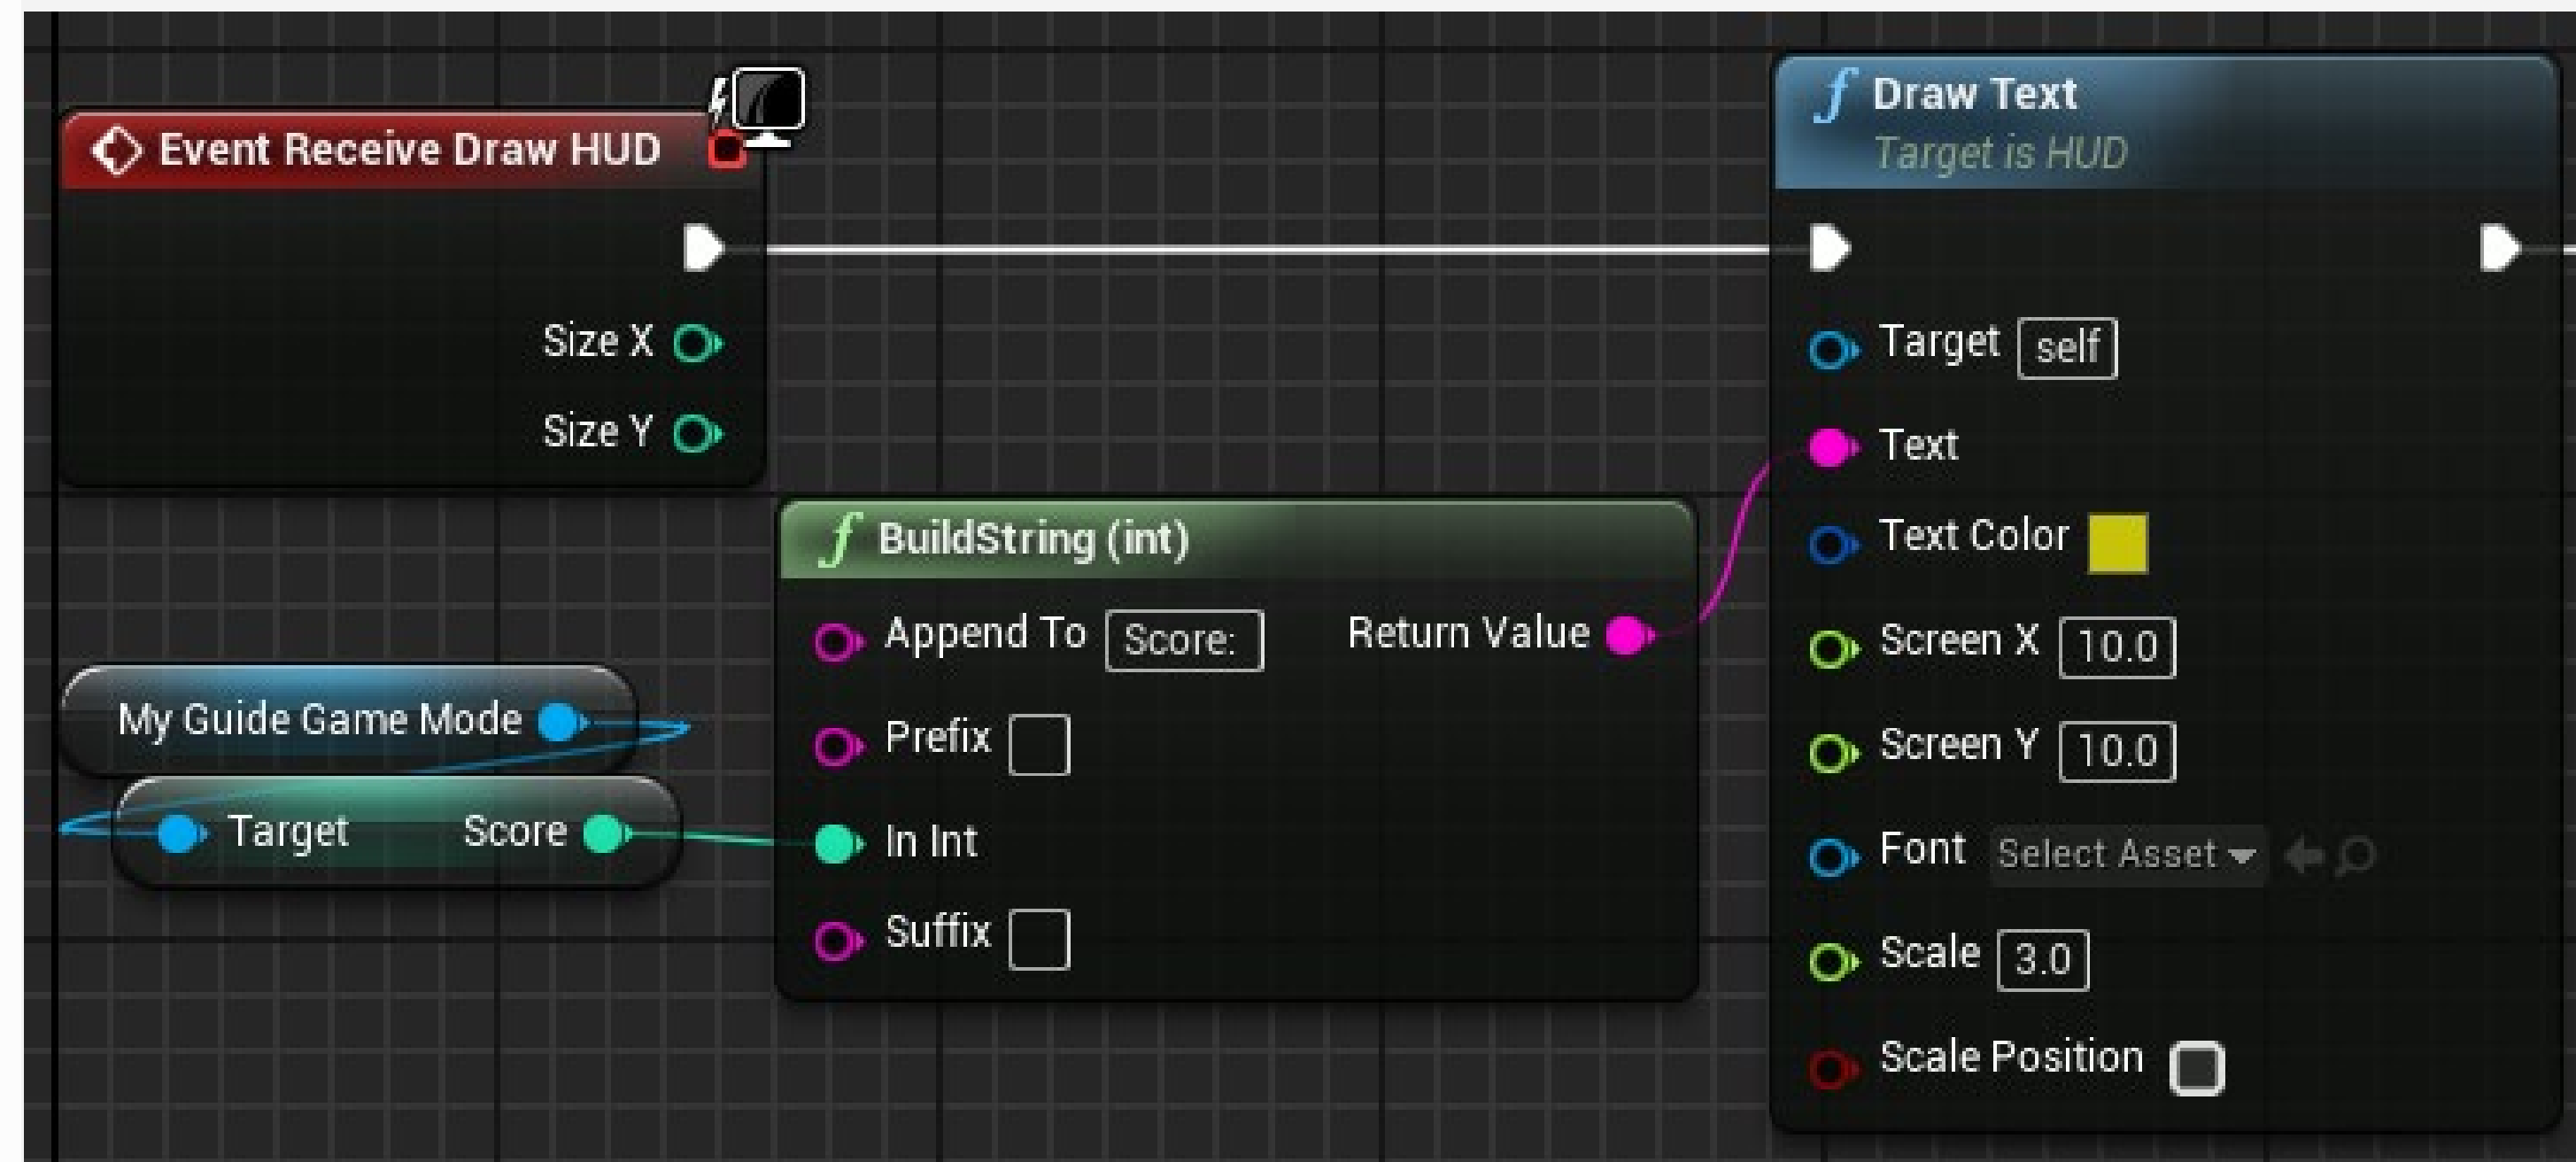 Event Receive Draw HUD
Size X
Size Y
My Guide Game Mode
Target Score
f BuildString (int)
Append To Score: Return Value
Prefix
In Int
Suffix
f Draw Text
Target is HUD
Target self
Text
Text Color
Screen X 10.0
Screen Y 10.0
Font Select Asset
Scale 3.0
Scale Position